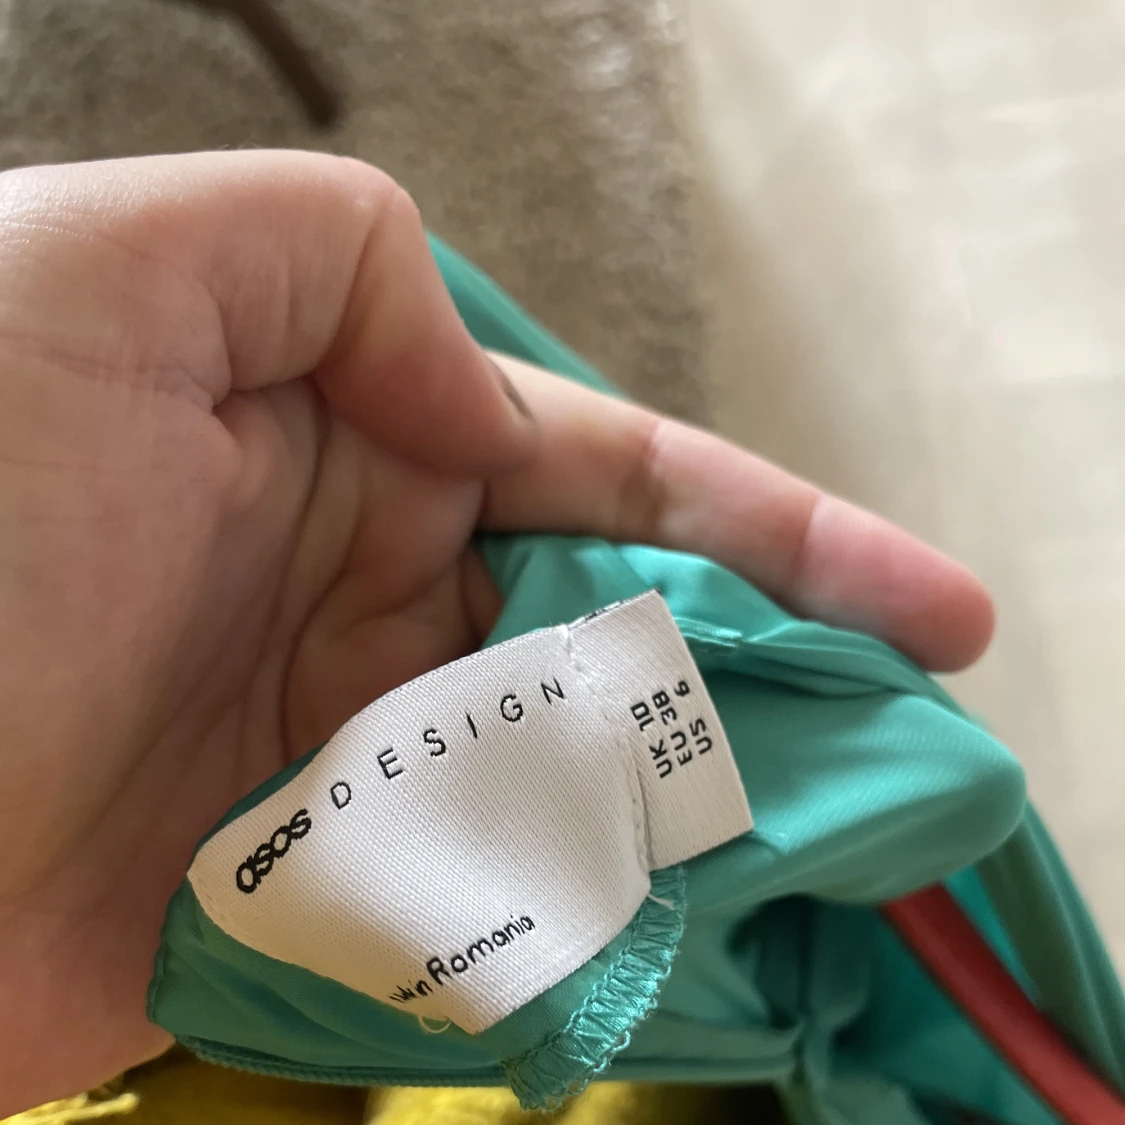 asos DESIGN
in Romania
UK 10
EU 38
US 6